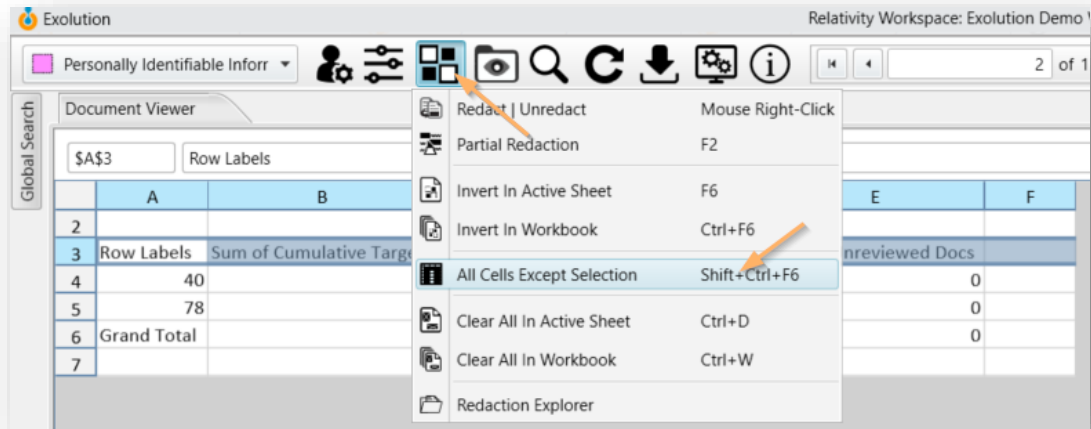 Exolution Relativity Workspace: Exolution Demo
Personally Identifiable Inforr 2 of 1
Global Search
Document Viewer
$A$3 Row Labels
A B E F
2
3 Row Labels Sum of Cumulative Targe nreviewed Docs
4 40 0
5 78 0
6 Grand Total 0
7
Redact | Unredact Mouse Right-Click
Partial Redaction F2
Invert In Active Sheet F6
Invert In Workbook Ctrl+F6
All Cells Except Selection Shift+Ctrl+F6
Clear All In Active Sheet Ctrl+D
Clear All In Workbook Ctrl+W
Redaction Explorer